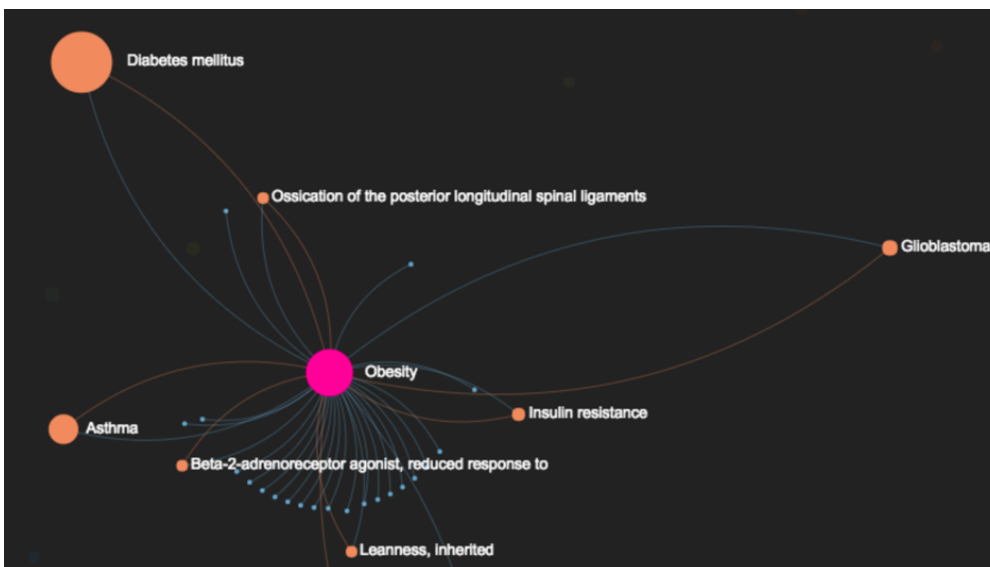 Diabetes mellitus
Ossication of the posterior longitudinal spinal ligaments
Glioblastoma
Obesity
Insulin resistance
Asthma
Beta-2-adrenoreceptor agonist, reduced response to
Leanness, inherited